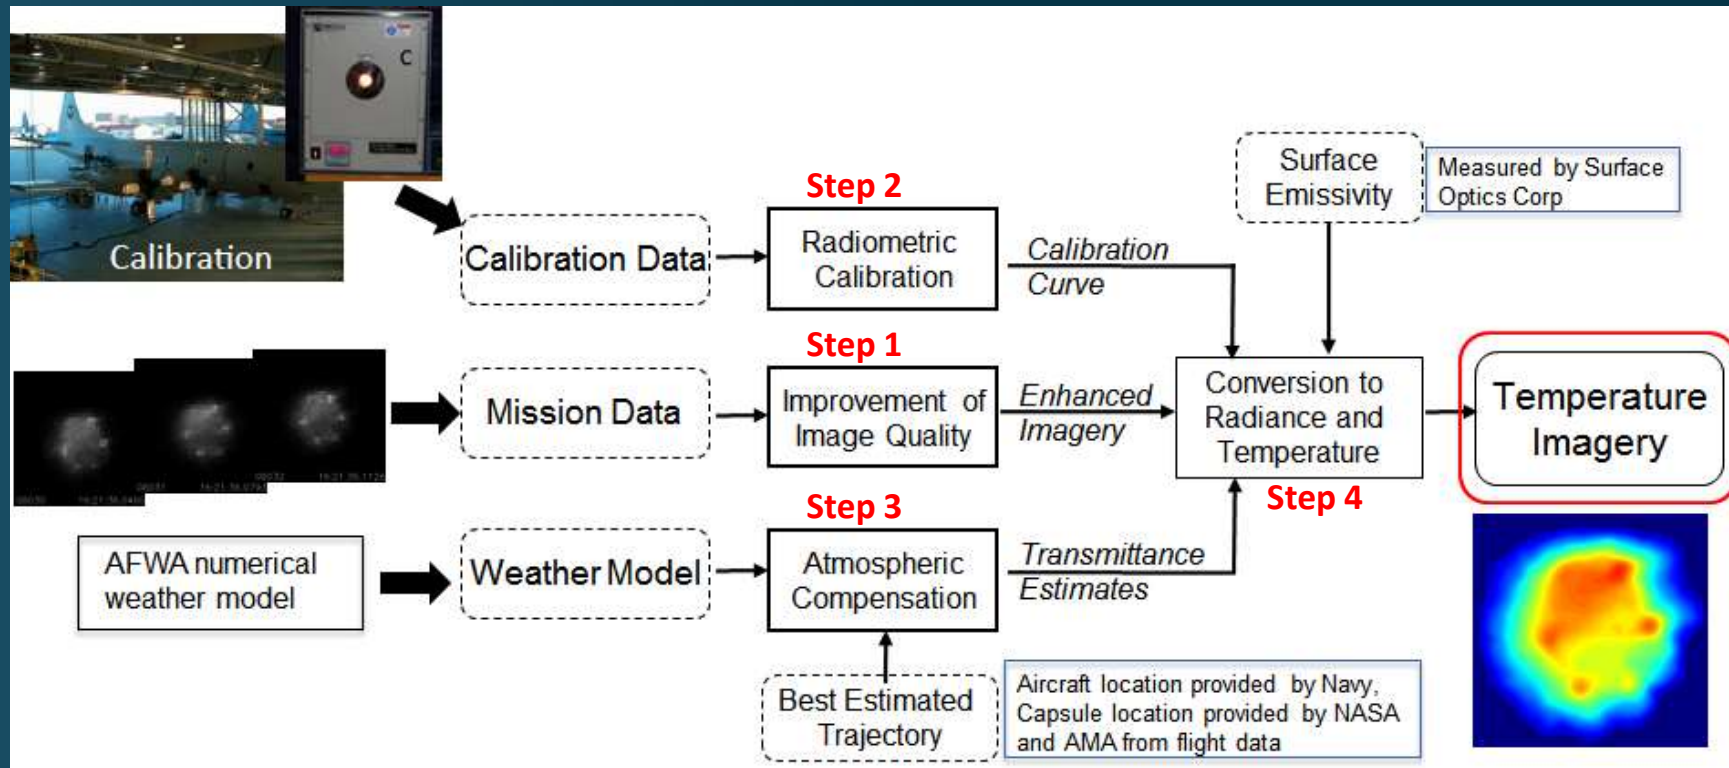 C
Calibration
Step 2
Calibration Data
Radiometric
Calibration
Calibration
Curve
Surface
Emissivity
Measured by Surface
Optics Corp
Step 1
Mission Data
Improvement of
Image Quality
Enhanced
Imagery
Conversion to
Radiance and
Temperature
Step 4
Temperature
Imagery
Step 3
AFWA numerical
weather model
Weather Model
Atmospheric
Compensation
Transmittance
Estimates
Best Estimated
Trajectory
Aircraft location provided by Navy,
Capsule location provided by NASA
and AMA from flight data